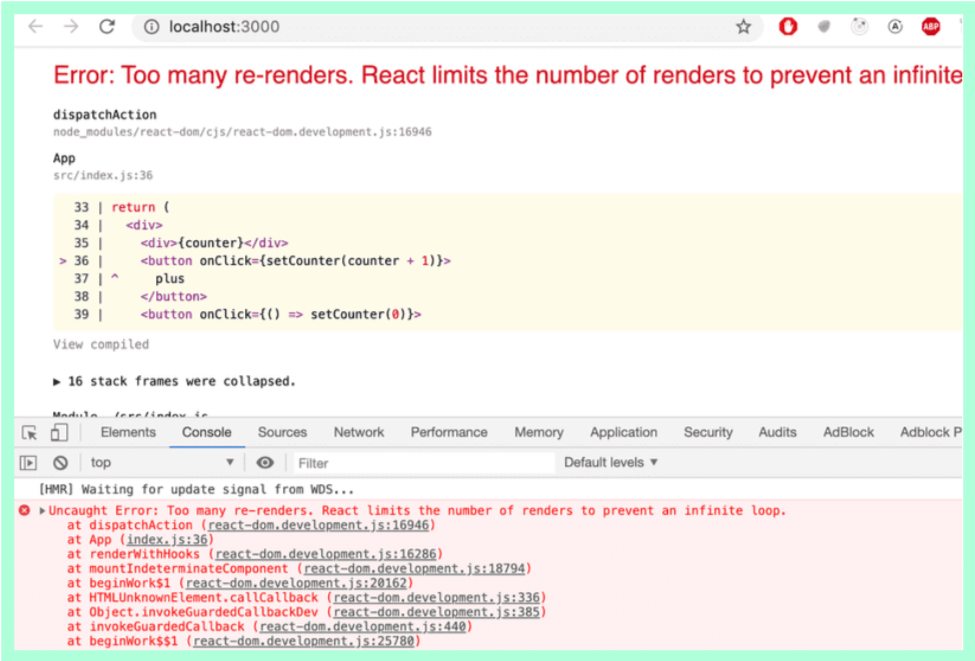 localhost:3000
ABP
Error: Too many re-renders. React limits the number of renders to prevent an infinite
dispatchAction
node_modules/react-dom/cjs/react-dom.development.js:16946
App
src/index.js:36
33 | return (
34 |   <div>
35 |     <div>{counter}</div>
> 36 |     <button onClick={setCounter(counter + 1)}>
37 | ^     plus
38 |     </button>
39 |     <button onClick={() => setCounter(0)}>
View compiled
▶ 16 stack frames were collapsed.
Module. /src/index.js
Elements Console Sources Network Performance Memory Application Security Audits AdBlock Adblock P
top ▼ Filter Default levels ▼
[HMR] Waiting for update signal from WDS...
▶Uncaught Error: Too many re-renders. React limits the number of renders to prevent an infinite loop.
at dispatchAction (react-dom.development.js:16946)
at App (index.js:36)
at renderWithHooks (react-dom.development.js:16286)
at mountIndeterminateComponent (react-dom.development.js:18794)
at beginWork$1 (react-dom.development.js:20162)
at HTMLUnknownElement.callCallback (react-dom.development.js:336)
at Object.invokeGuardedCallbackDev (react-dom.development.js:385)
at invokeGuardedCallback (react-dom.development.js:440)
at beginWork$$1 (react-dom.development.js:25780)